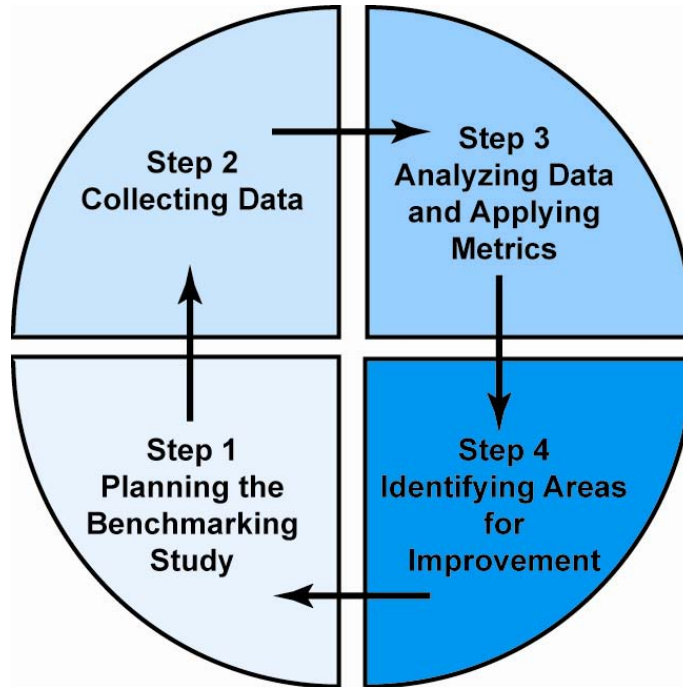 Step 1
Planning the
Benchmarking
Study
Step 2
Collecting Data
Step 3
Analyzing Data
and Applying
Metrics
Step 4
Identifying Areas
for
Improvement